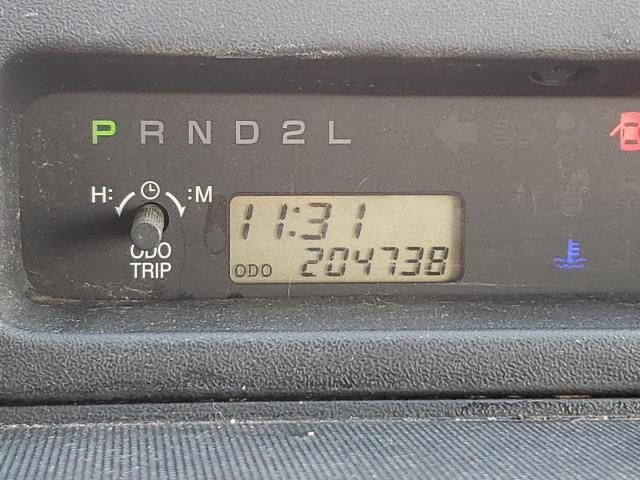 P R N D 2 L
H: :M
11:31
ODO
TRIP
ODO 204738